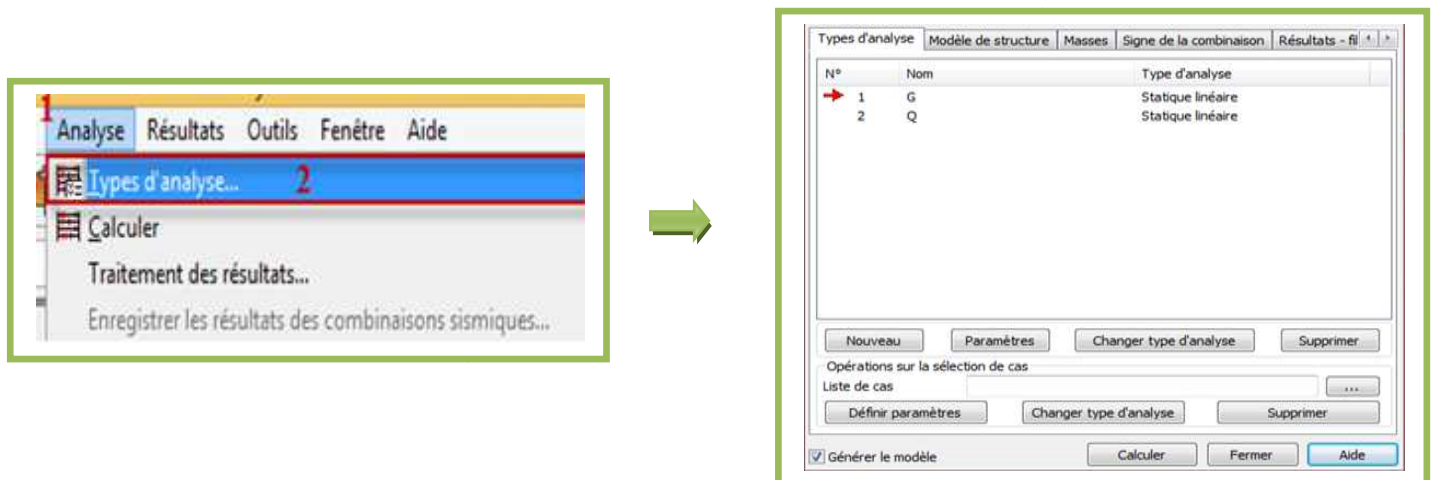 1
Analyse Résultats Outils Fenêtre Aide
Types d'analyse... 2
Calculer
Traitement des résultats...
Enregistrer les résultats des combinaisons sismiques...
Types d'analyse Modèle de structure Masses Signe de la combinaison Résultats - fil
N° Nom Type d'analyse
1 G Statique linéaire
2 Q Statique linéaire
Nouveau Paramètres Changer type d'analyse Supprimer
Opérations sur la sélection de cas
Liste de cas ...
Définir paramètres Changer type d'analyse Supprimer
Générer le modèle Calculer Fermer Aide